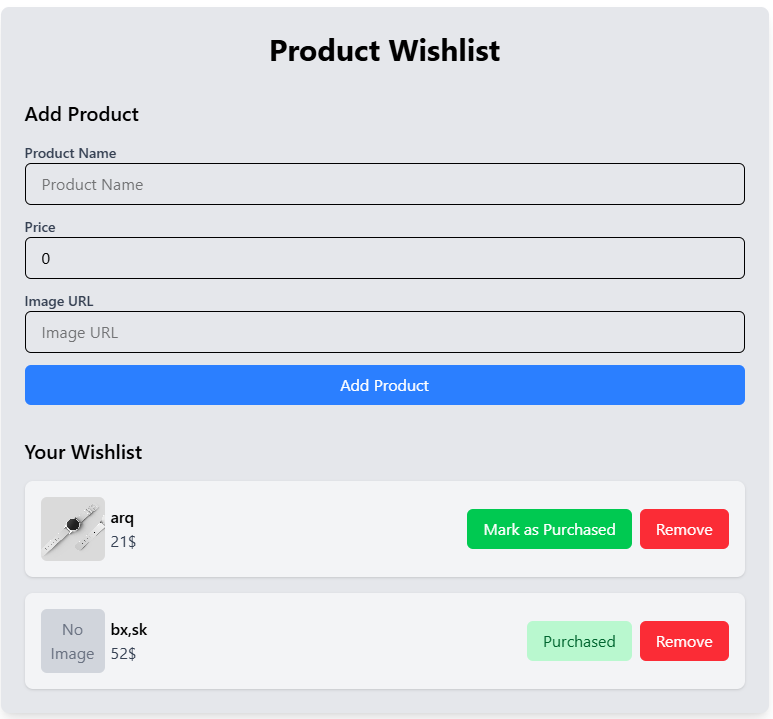 Product Wishlist
Add Product
Product Name
Product Name
Price
0
Image URL
Image URL
Add Product
Your Wishlist
arq
21$
Mark as Purchased
Remove
No
Image
bx,sk
52$
Purchased
Remove